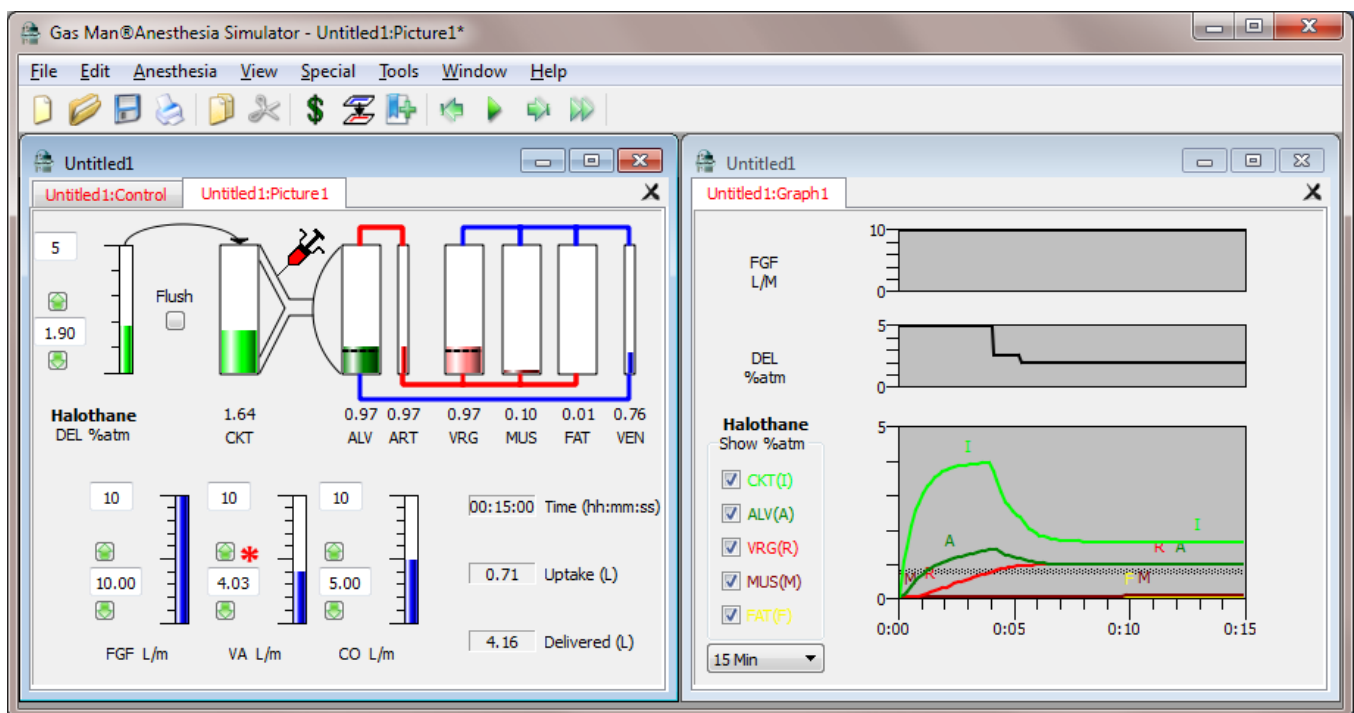 Gas Man®Anesthesia Simulator - Untitled1:Picture1*
File Edit Anesthesia View Special Tools Window Help
$
Untitled1
Untitled1:Control Untitled1:Picture1
5
Flush
1.90
Halothane
DEL %atm
1.64 0.97 0.97 0.97 0.10 0.01 0.76
CKT ALV ART VRG MUS FAT VEN
10 10 10
*
10.00 4.03 5.00
FGF L/m VA L/m CO L/m
00:15:00 Time (hh:mm:ss)
0.71 Uptake (L)
4.16 Delivered (L)
Untitled1
Untitled1:Graph1
FGF
L/M
10
0
DEL
%atm
5
0
Halothane
Show %atm
CKT(I)
ALV(A)
VRG(R)
MUS(M)
FAT(F)
15 Min
5
0
I
I
A
R A
M R
F M
0:00 0:05 0:10 0:15